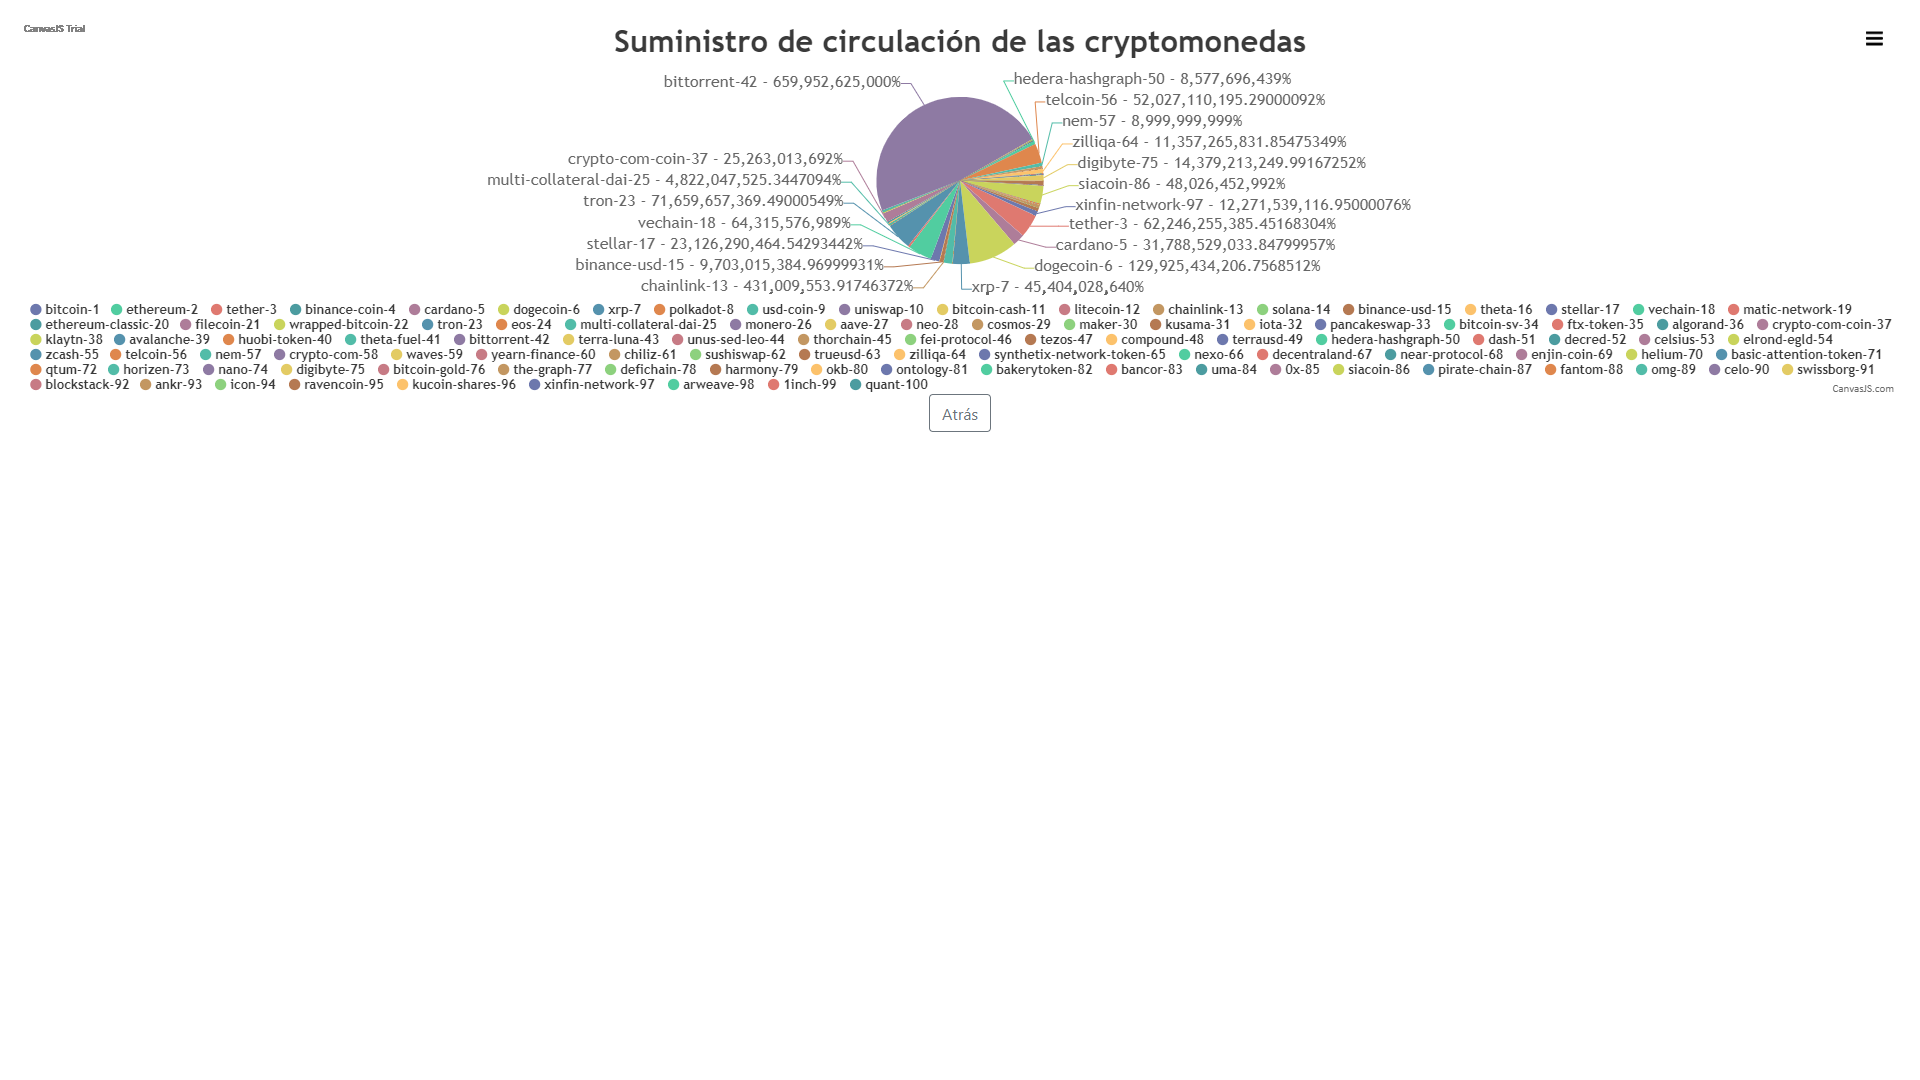 CanvasJS Trial
Suministro de circulación de las cryptomonedas
bittorrent-42 - 659,952,625,000%
crypto-com-coin-37 - 25,263,013,692%
multi-collateral-dai-25 - 4,822,047,525.3447094%
tron-23 - 71,659,657,369.49000549%
vechain-18 - 64,315,576,989%
stellar-17 - 23,126,290,464.54293442%
binance-usd-15 - 9,703,015,384.96999931%
chainlink-13 - 431,009,553.91746372%
hedera-hashgraph-50 - 8,577,696,439%
telcoin-56 - 52,027,110,195.29000092%
nem-57 - 8,999,999,999%
zilliqa-64 - 11,357,265,831.85475349%
digibyte-75 - 14,379,213,249.99167252%
siacoin-86 - 48,026,452,992%
xinfin-network-97 - 12,271,539,116.95000076%
tether-3 - 62,246,255,385.45168304%
cardano-5 - 31,788,529,033.84799957%
dogecoin-6 - 129,925,434,206.7568512%
xrp-7 - 45,404,028,640%
bitcoin-1 ethereum-2 tether-3 binance-coin-4 cardano-5 dogecoin-6 xrp-7 polkadot-8 usd-coin-9 uniswap-10 bitcoin-cash-11 litecoin-12 chainlink-13 solana-14 binance-usd-15 theta-16 stellar-17 vechain-18 matic-network-19
ethereum-classic-20 filecoin-21 wrapped-bitcoin-22 tron-23 eos-24 multi-collateral-dai-25 monero-26 aave-27 neo-28 cosmos-29 maker-30 kusama-31 iota-32 pancakeswap-33 bitcoin-sv-34 ftx-token-35 algorand-36 crypto-com-coin-37
klaytn-38 avalanche-39 huobi-token-40 theta-fuel-41 bittorrent-42 terra-luna-43 unus-sed-leo-44 thorchain-45 fei-protocol-46 tezos-47 compound-48 terrausd-49 hedera-hashgraph-50 dash-51 decred-52 celsius-53 elrond-egld-54
zcash-55 telcoin-56 nem-57 crypto-com-58 waves-59 yearn-finance-60 chiliz-61 sushiswap-62 trueusd-63 zilliqa-64 synthetix-network-token-65 nexo-66 decentraland-67 near-protocol-68 enjin-coin-69 helium-70 basic-attention-token-71
qtum-72 horizen-73 nano-74 digibyte-75 bitcoin-gold-76 the-graph-77 defichain-78 harmony-79 okb-80 ontology-81 bakerytoken-82 bancor-83 uma-84 0x-85 siacoin-86 pirate-chain-87 fantom-88 omg-89 celo-90 swissborg-91
blockstack-92 ankr-93 icon-94 ravencoin-95 kucoin-shares-96 xinfin-network-97 arweave-98 1inch-99 quant-100
CanvasJS.com
Atrás